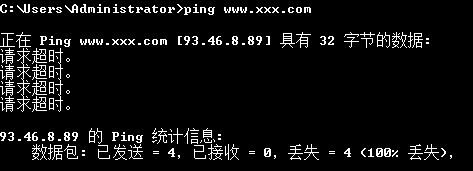 C:\Users\Administrator>ping www.xxx.com
正在 Ping www.xxx.com [93.46.8.89] 具有 32 字节的数据:
请求超时。
请求超时。
请求超时。
请求超时。
93.46.8.89 的 Ping 统计信息:
数据包: 已发送 = 4，已接收 = 0，丢失 = 4 (100% 丢失)，